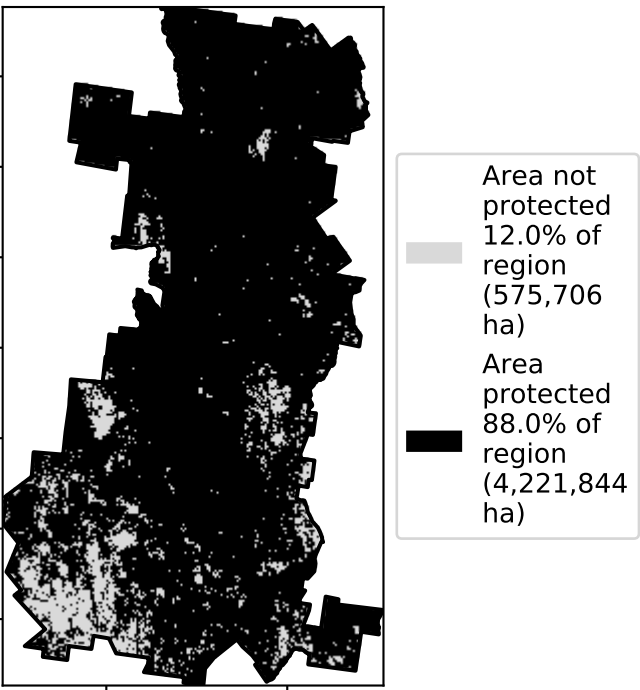 Area not
protected
12.0% of
region
(575,706
ha)
Area
protected
88.0% of
region
(4,221,844
ha)